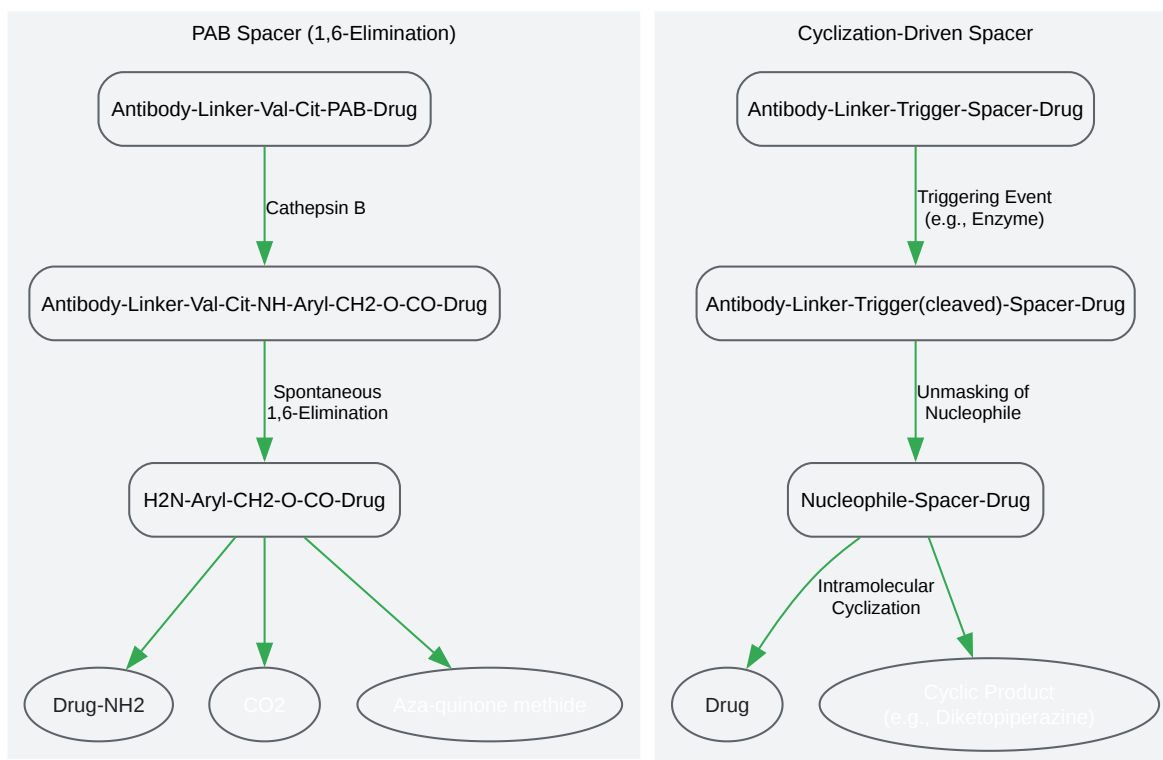 PAB Spacer (1,6-Elimination)
Antibody-Linker-Val-Cit-PAB-Drug
Cathepsin B
Antibody-Linker-Val-Cit-NH-Aryl-CH2-O-CO-Drug
Spontaneous
1,6-Elimination
H2N-Aryl-CH2-O-CO-Drug
Drug-NH2
CO2
Aza-quinone methide
Cyclization-Driven Spacer
Antibody-Linker-Trigger-Spacer-Drug
Triggering Event
(e.g., Enzyme)
Antibody-Linker-Trigger(cleaved)-Spacer-Drug
Unmasking of
Nucleophile
Nucleophile-Spacer-Drug
Intramolecular
Cyclization
Drug
Cyclic Product
(e.g., Diketopiperazine)